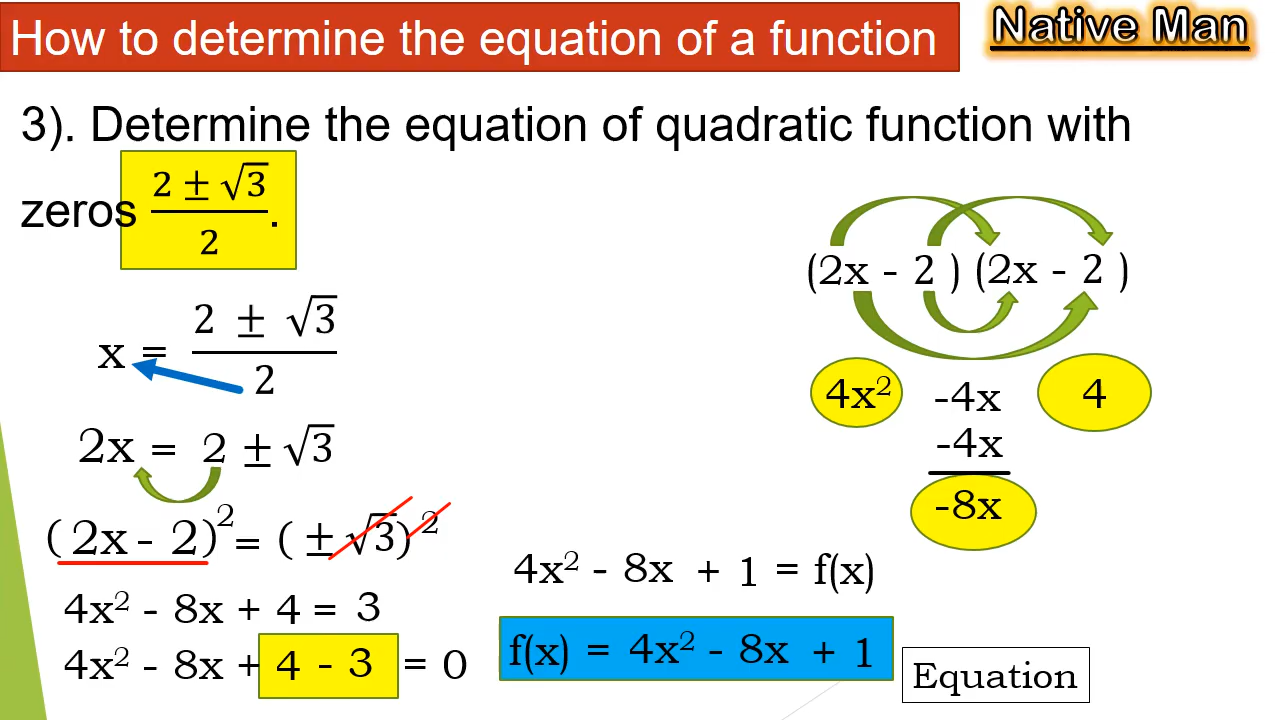 How to determine the equation of a function
Native Man
3). Determine the equation of quadratic function with
zeros (2 ± √3)/2.
x = (2 ± √3)/2
2x = 2 ± √3
(2x - 2)² = (± √3)²
4x² - 8x + 4 = 3
4x² - 8x + 4 - 3 = 0
(2x - 2) (2x - 2)
4x² -4x 4
-4x
-8x
4x² - 8x + 1 = f(x)
f(x) = 4x² - 8x + 1
Equation